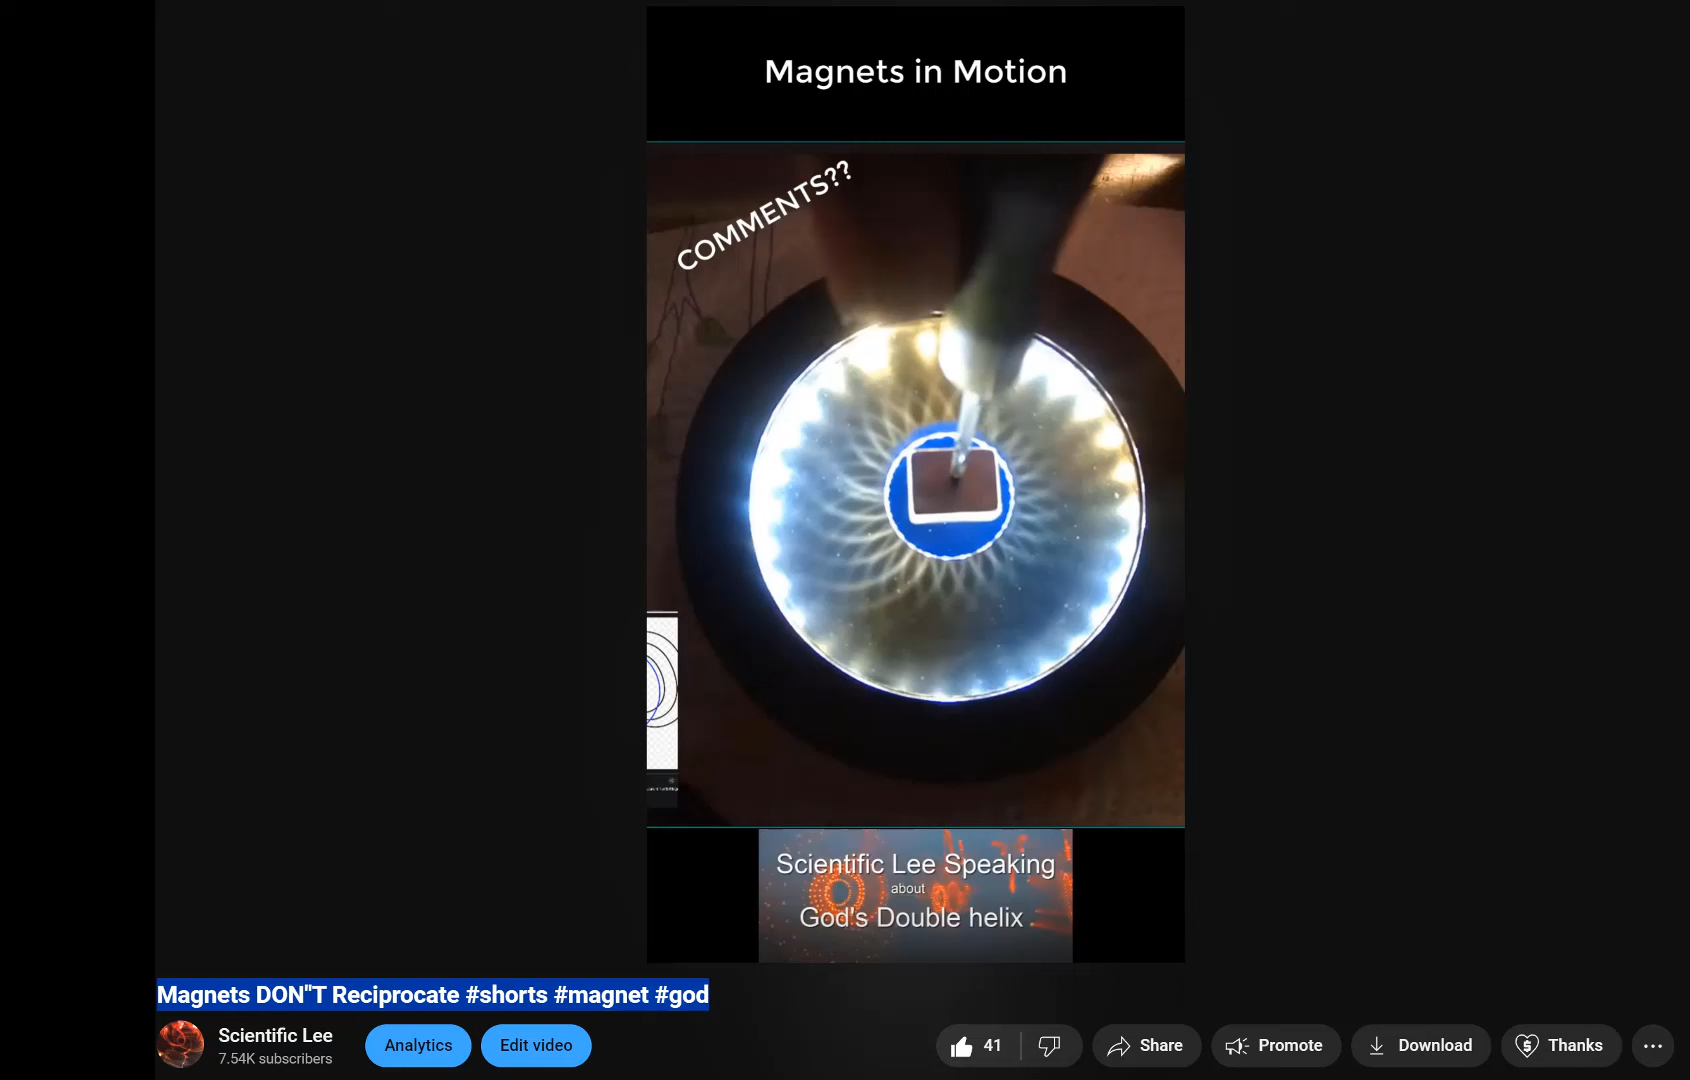 Magnets in Motion
COMMENTS??
Scientific Lee Speaking
about
God's Double helix
Magnets DON"T Reciprocate #shorts #magnet #god
Scientific Lee
7.54K subscribers
Analytics
Edit video
41
Share
Promote
Download
Thanks